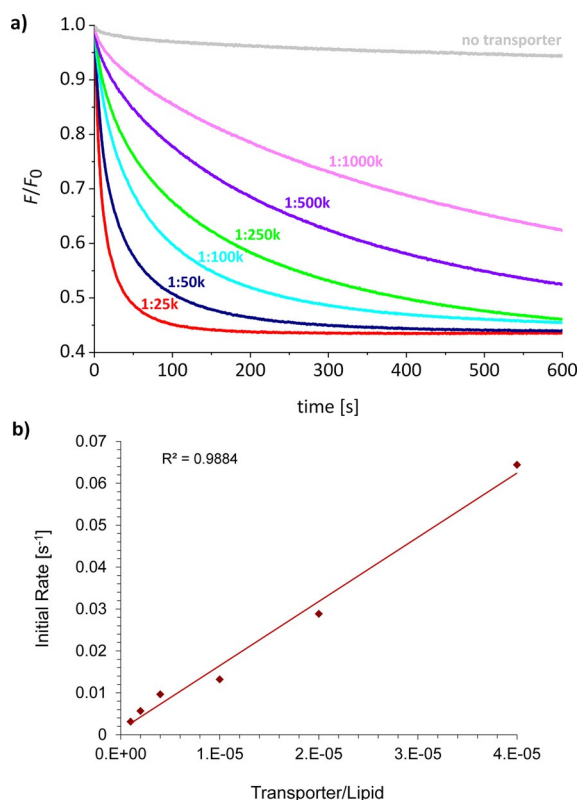 a)
1.0
0.9
0.8
0.7
0.6
0.5
0.4
F/F0
no transporter
1:1000k
1:500k
1:250k
1:100k
1:50k
1:25k
0 100 200 300 400 500 600
time [s]
b)
R² = 0.9884
0.07
0.06
0.05
0.04
0.03
0.02
0.01
0
Initial Rate [s⁻¹]
0.E+00 1.E-05 2.E-05 3.E-05 4.E-05
Transporter/Lipid